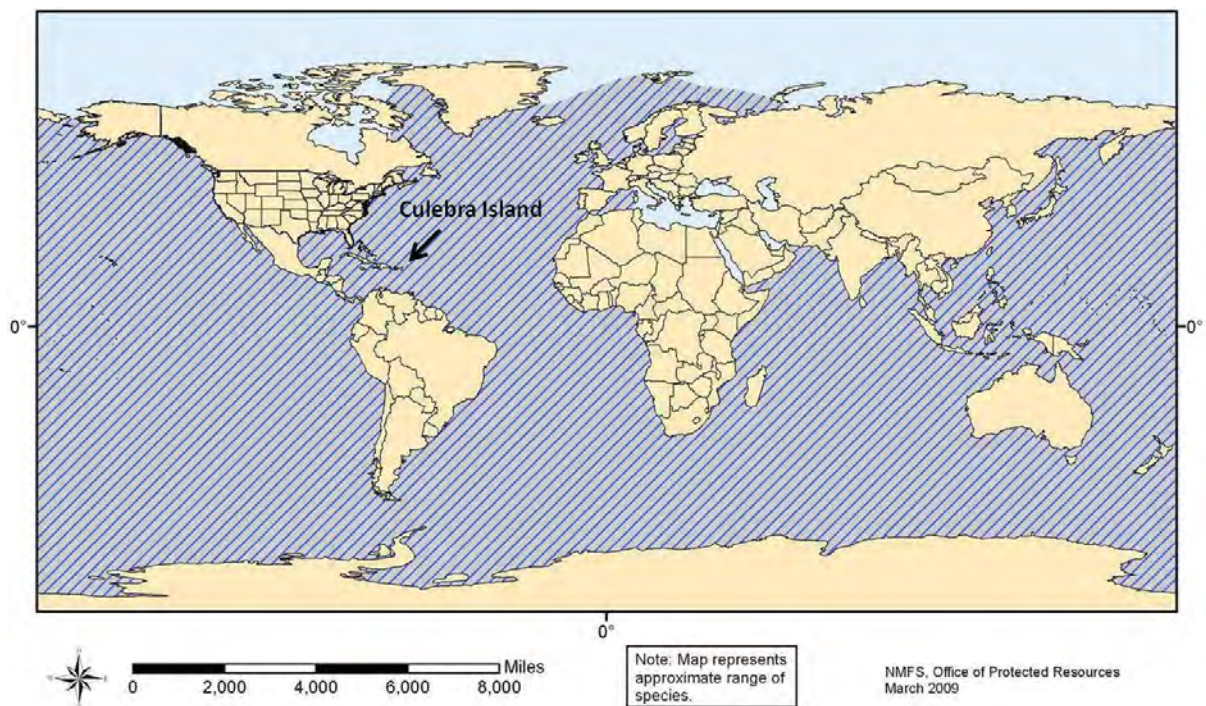 Culebra Island
0°
0°
0°
Miles
0
2,000
4,000
6,000
8,000
Note: Map represents
approximate range of
species.
NMFS, Office of Protected Resources
March 2009